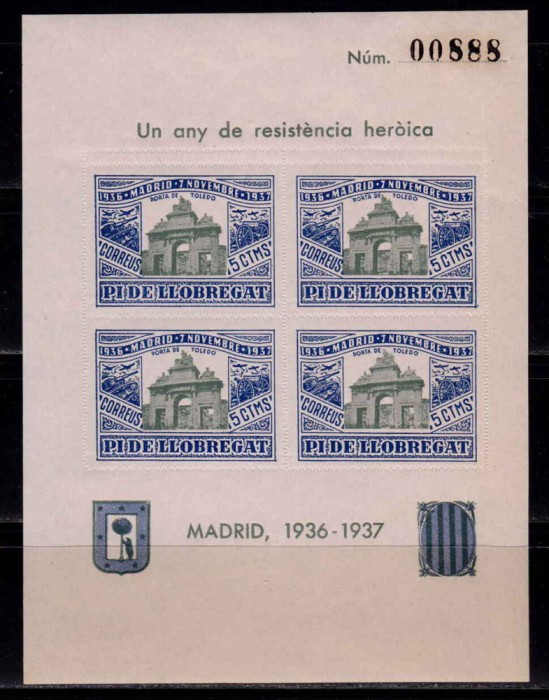 Núm. 00888
Un any de resistència heròica
1936 · MADRID · 7 NOVEMBRE · 1937
PORTA DE TOLEDO
CORREUS
5 CTMS
PI DE LLOBREGAT
1936 · MADRID · 7 NOVEMBRE · 1937
PORTA DE TOLEDO
CORREUS
5 CTMS
PI DE LLOBREGAT
1936 · MADRID · 7 NOVEMBRE · 1937
PORTA DE TOLEDO
CORREUS
5 CTMS
PI DE LLOBREGAT
1936 · MADRID · 7 NOVEMBRE · 1937
PORTA DE TOLEDO
CORREUS
5 CTMS
PI DE LLOBREGAT
MADRID, 1936-1937